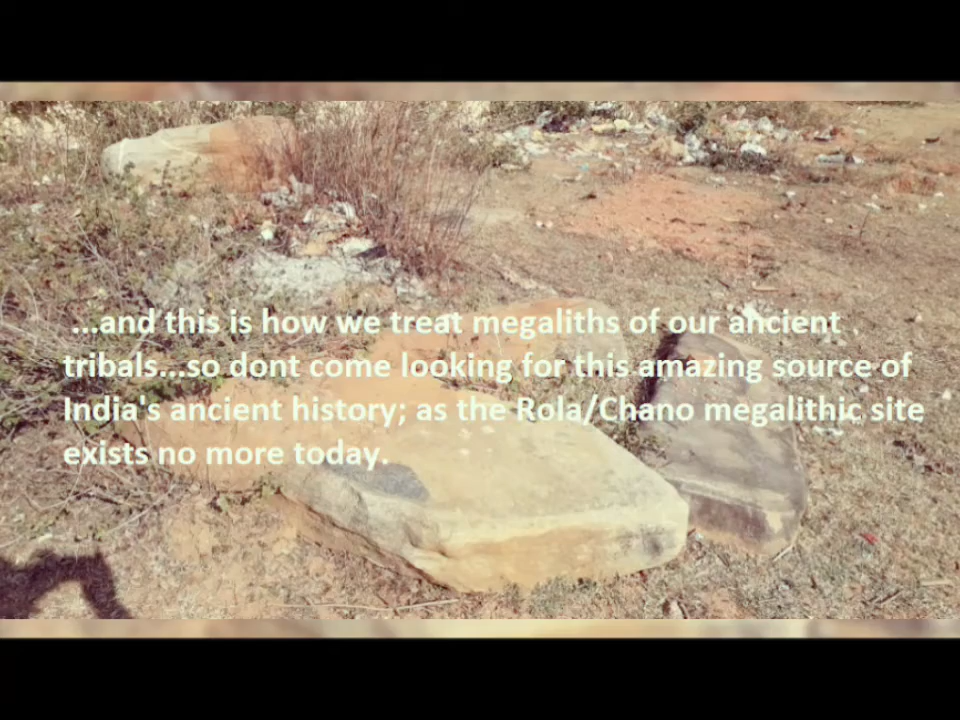 ...and this is how we treat megaliths of our ancient
tribals...so dont come looking for this amazing source of
India's ancient history; as the Rola/Chano megalithic site
exists no more today.